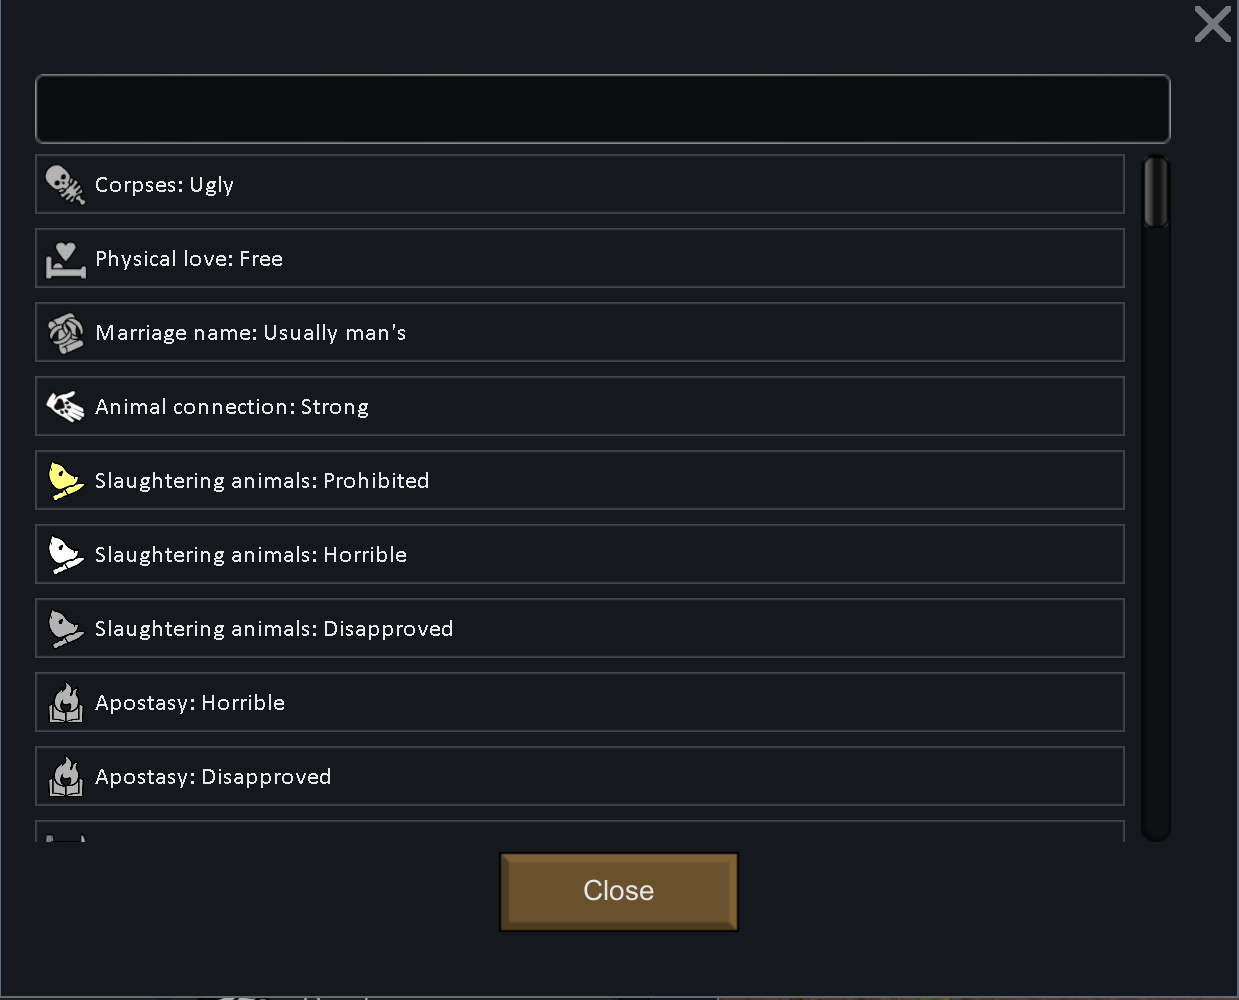 Corpses: Ugly
Physical love: Free
Marriage name: Usually man's
Animal connection: Strong
Slaughtering animals: Prohibited
Slaughtering animals: Horrible
Slaughtering animals: Disapproved
Apostasy: Horrible
Apostasy: Disapproved
Close